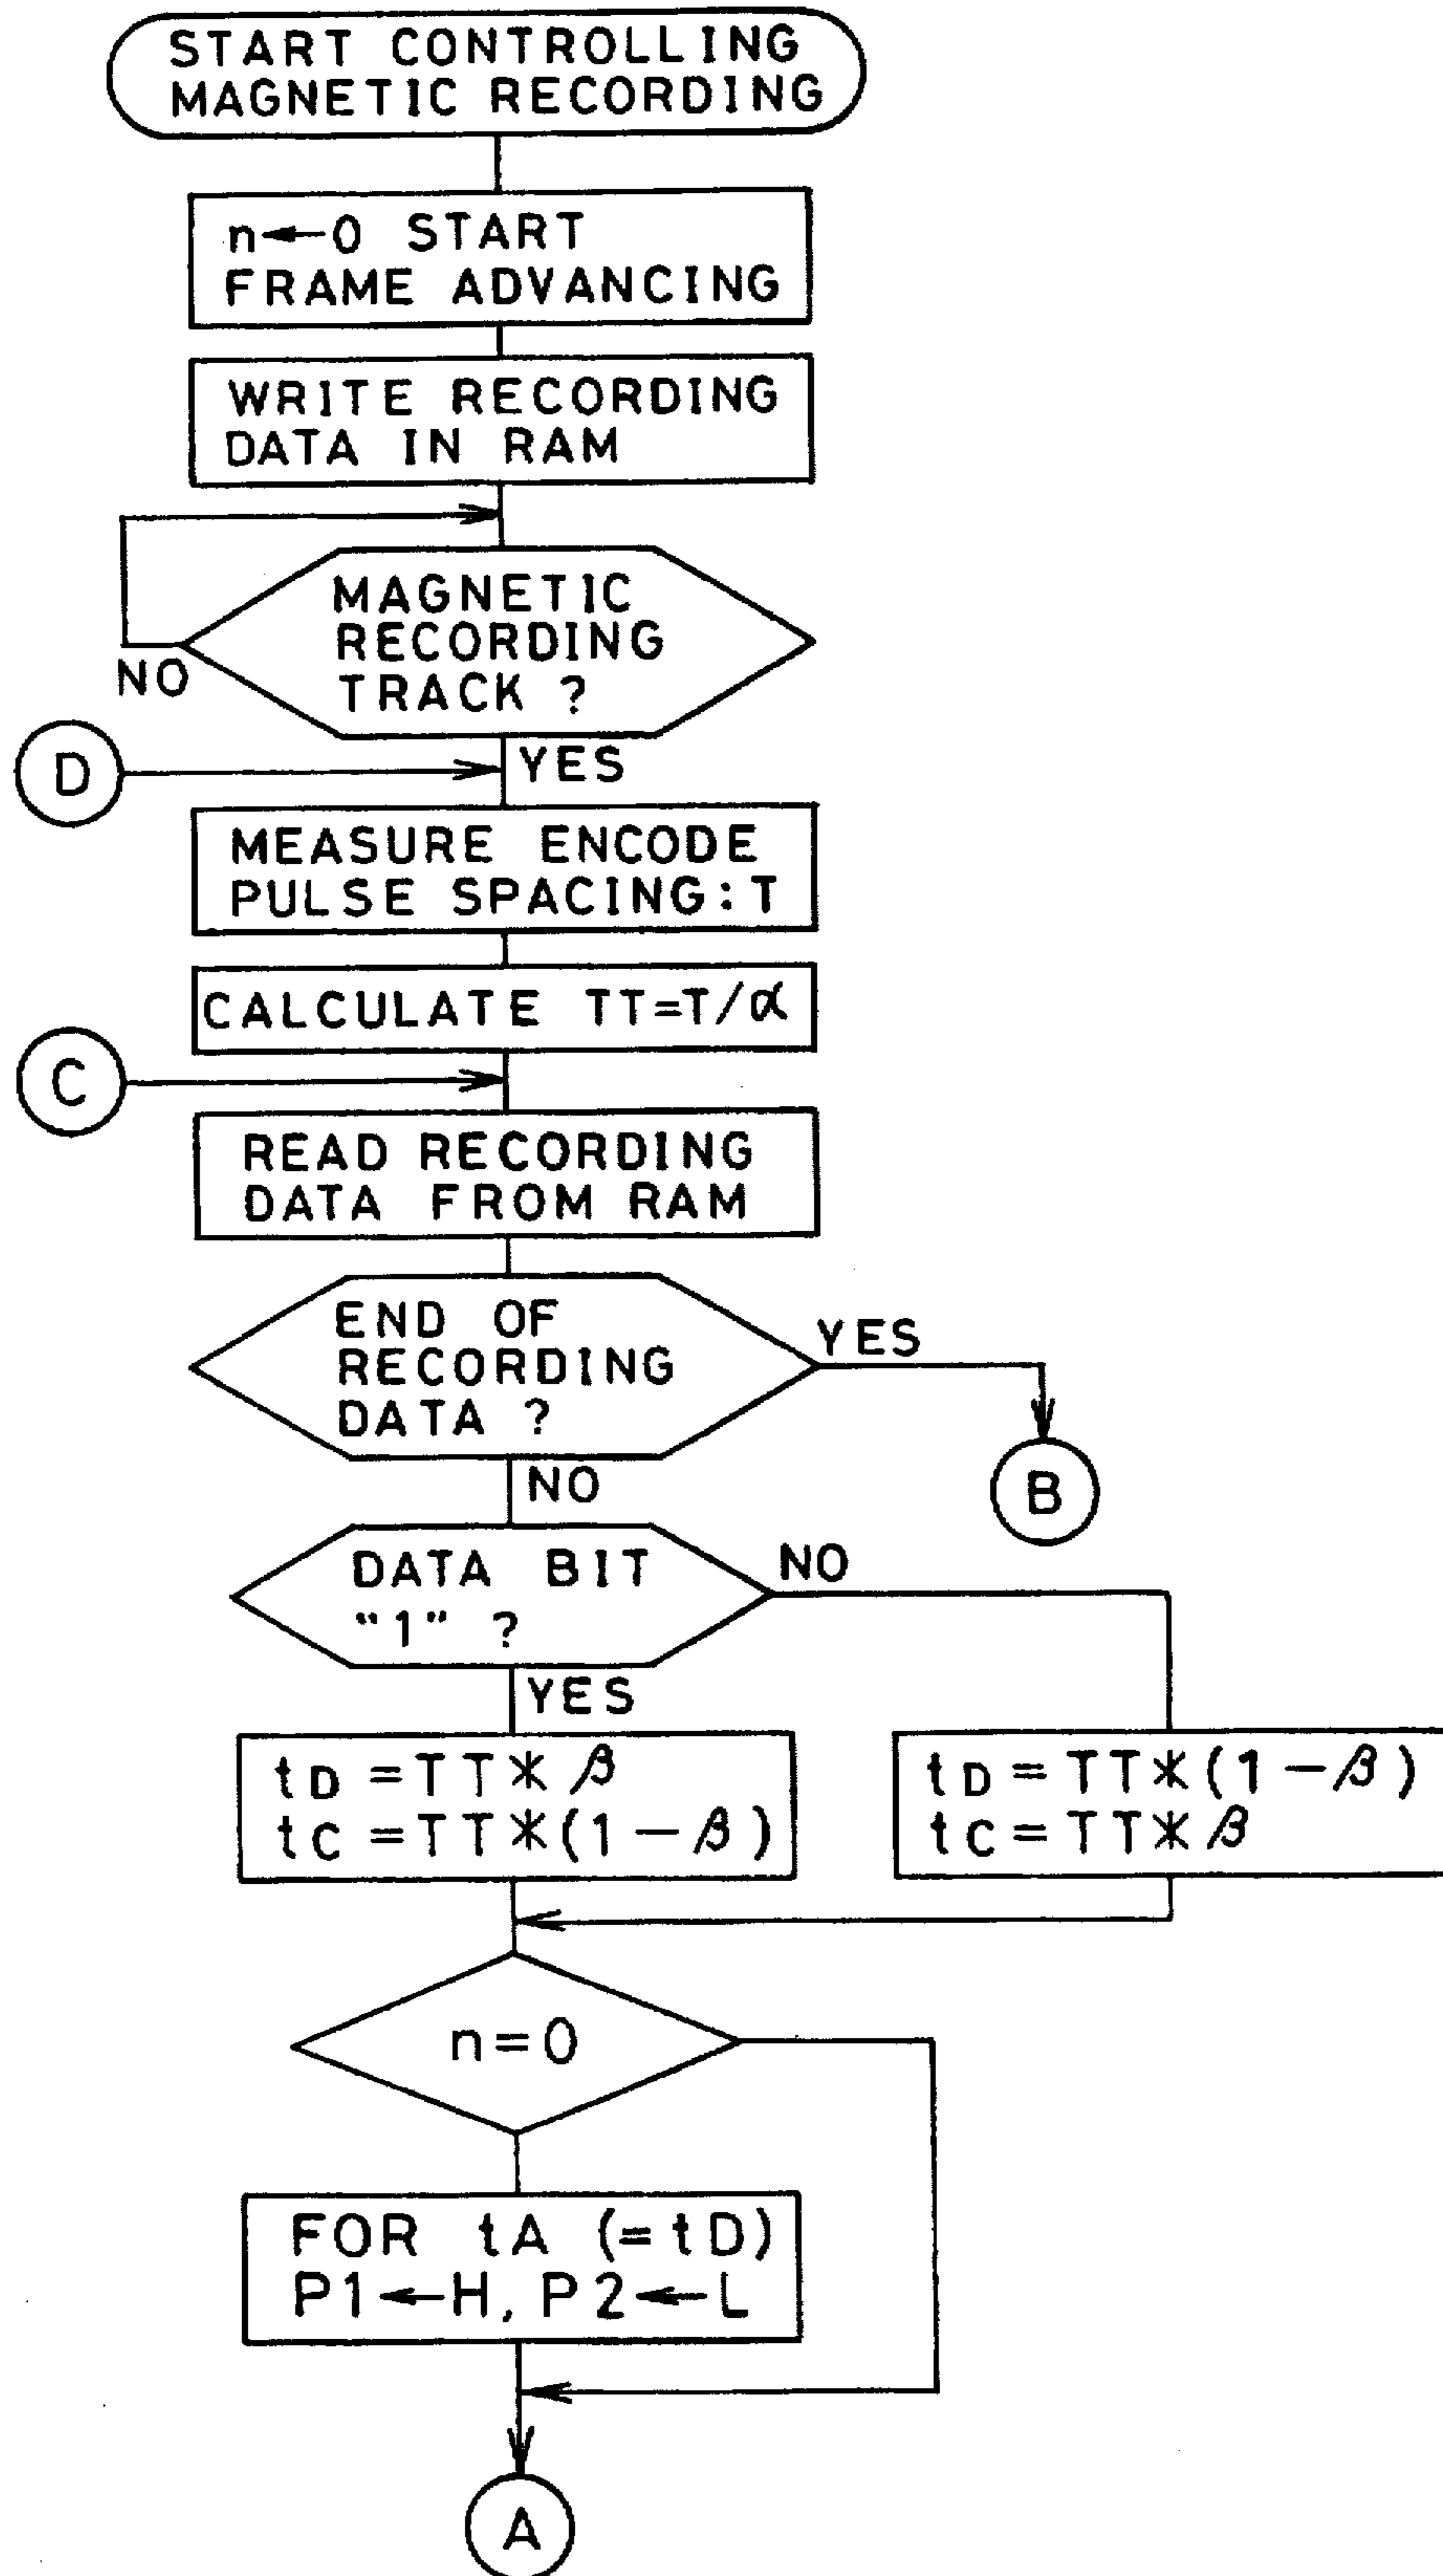 START CONTROLLING
MAGNETIC RECORDING
n←0 START
FRAME ADVANCING
WRITE RECORDING
DATA IN RAM
MAGNETIC
RECORDING
TRACK ?
NO
D
YES
MEASURE ENCODE
PULSE SPACING:T
CALCULATE TT=T/α
C
READ RECORDING
DATA FROM RAM
END OF
RECORDING
DATA ?
YES
B
NO
DATA BIT
"1" ?
NO
YES
tD =TT*β
tC =TT*(1-β)
tD =TT*(1-β)
tC =TT*β
n=0
FOR tA (=tD)
P1←H, P2←L
A